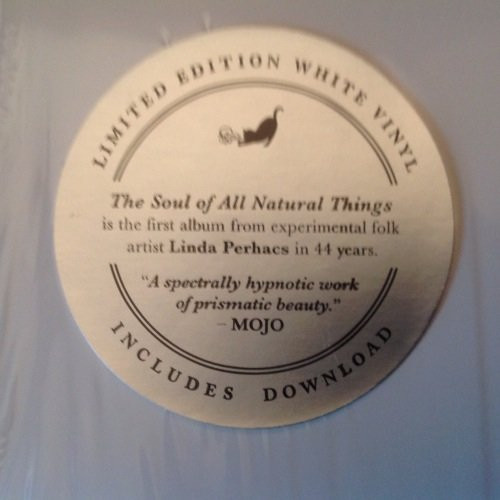 LIMITED EDITION WHITE VINYL
The Soul of All Natural Things
is the first album from experimental folk
artist Linda Perhacs in 44 years.
"A spectrally hypnotic work
of prismatic beauty."
– MOJO
INCLUDES DOWNLOAD